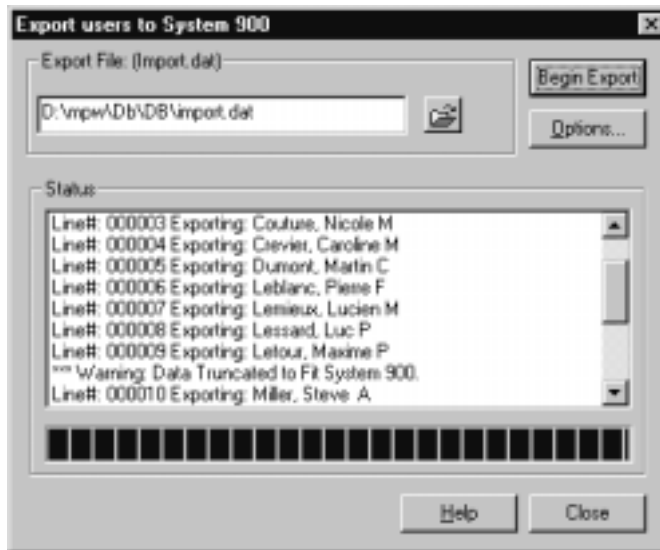 Export users to System 900
Export File: (Import.dat)
Begin Export
D:\mpw\Db\DB\import.dat
Options...
Status
Line#: 000003 Exporting: Couture, Nicole M
Line#: 000004 Exporting: Crevier, Caroline M
Line#: 000005 Exporting: Dumont, Martin C
Line#: 000006 Exporting: Leblanc, Pierre F
Line#: 000007 Exporting: Lemieux, Lucien M
Line#: 000008 Exporting: Lessard, Luc P
Line#: 000009 Exporting: Letour, Maxime P
*** Warning: Data Truncated to Fit System 900.
Line#: 000010 Exporting: Miller, Steve A
Help
Close